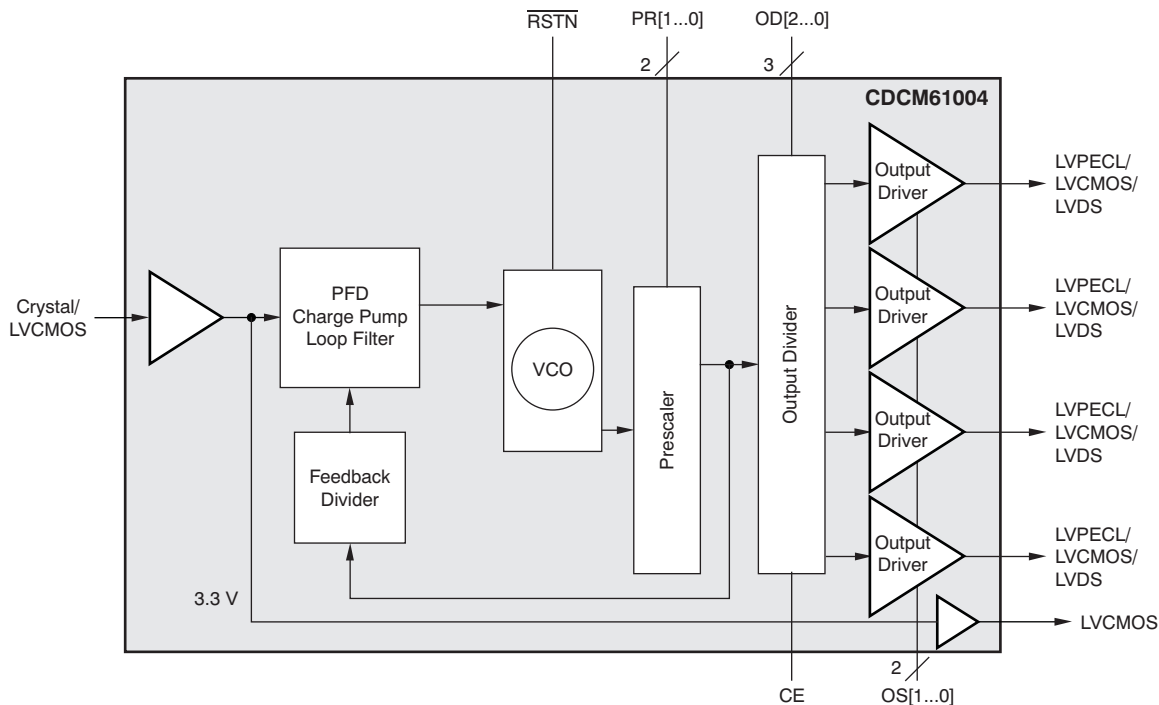 RSTN
PR[1...0]
OD[2...0]
2
3
CDCM61004
Output
Driver
LVPECL/
LVCMOS/
LVDS
Output
Driver
LVPECL/
LVCMOS/
LVDS
Crystal/
LVCMOS
PFD
Charge Pump
Loop Filter
VCO
Prescaler
Output Divider
Feedback
Divider
Output
Driver
LVPECL/
LVCMOS/
LVDS
Output
Driver
LVPECL/
LVCMOS/
LVDS
3.3 V
LVCMOS
2
CE
OS[1...0]